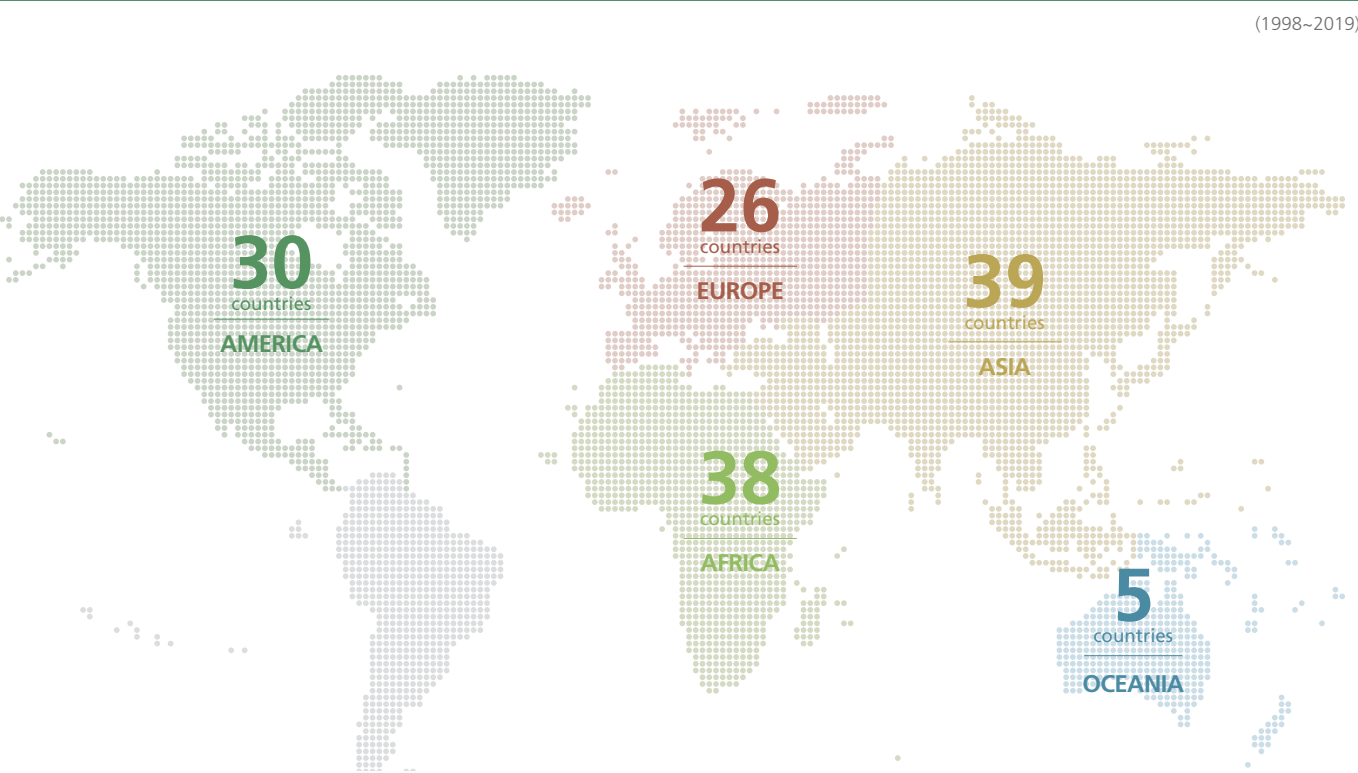 (1998~2019)
26
countries
EUROPE
30
countries
AMERICA
39
countries
ASIA
38
countries
AFRICA
5
countries
OCEANIA